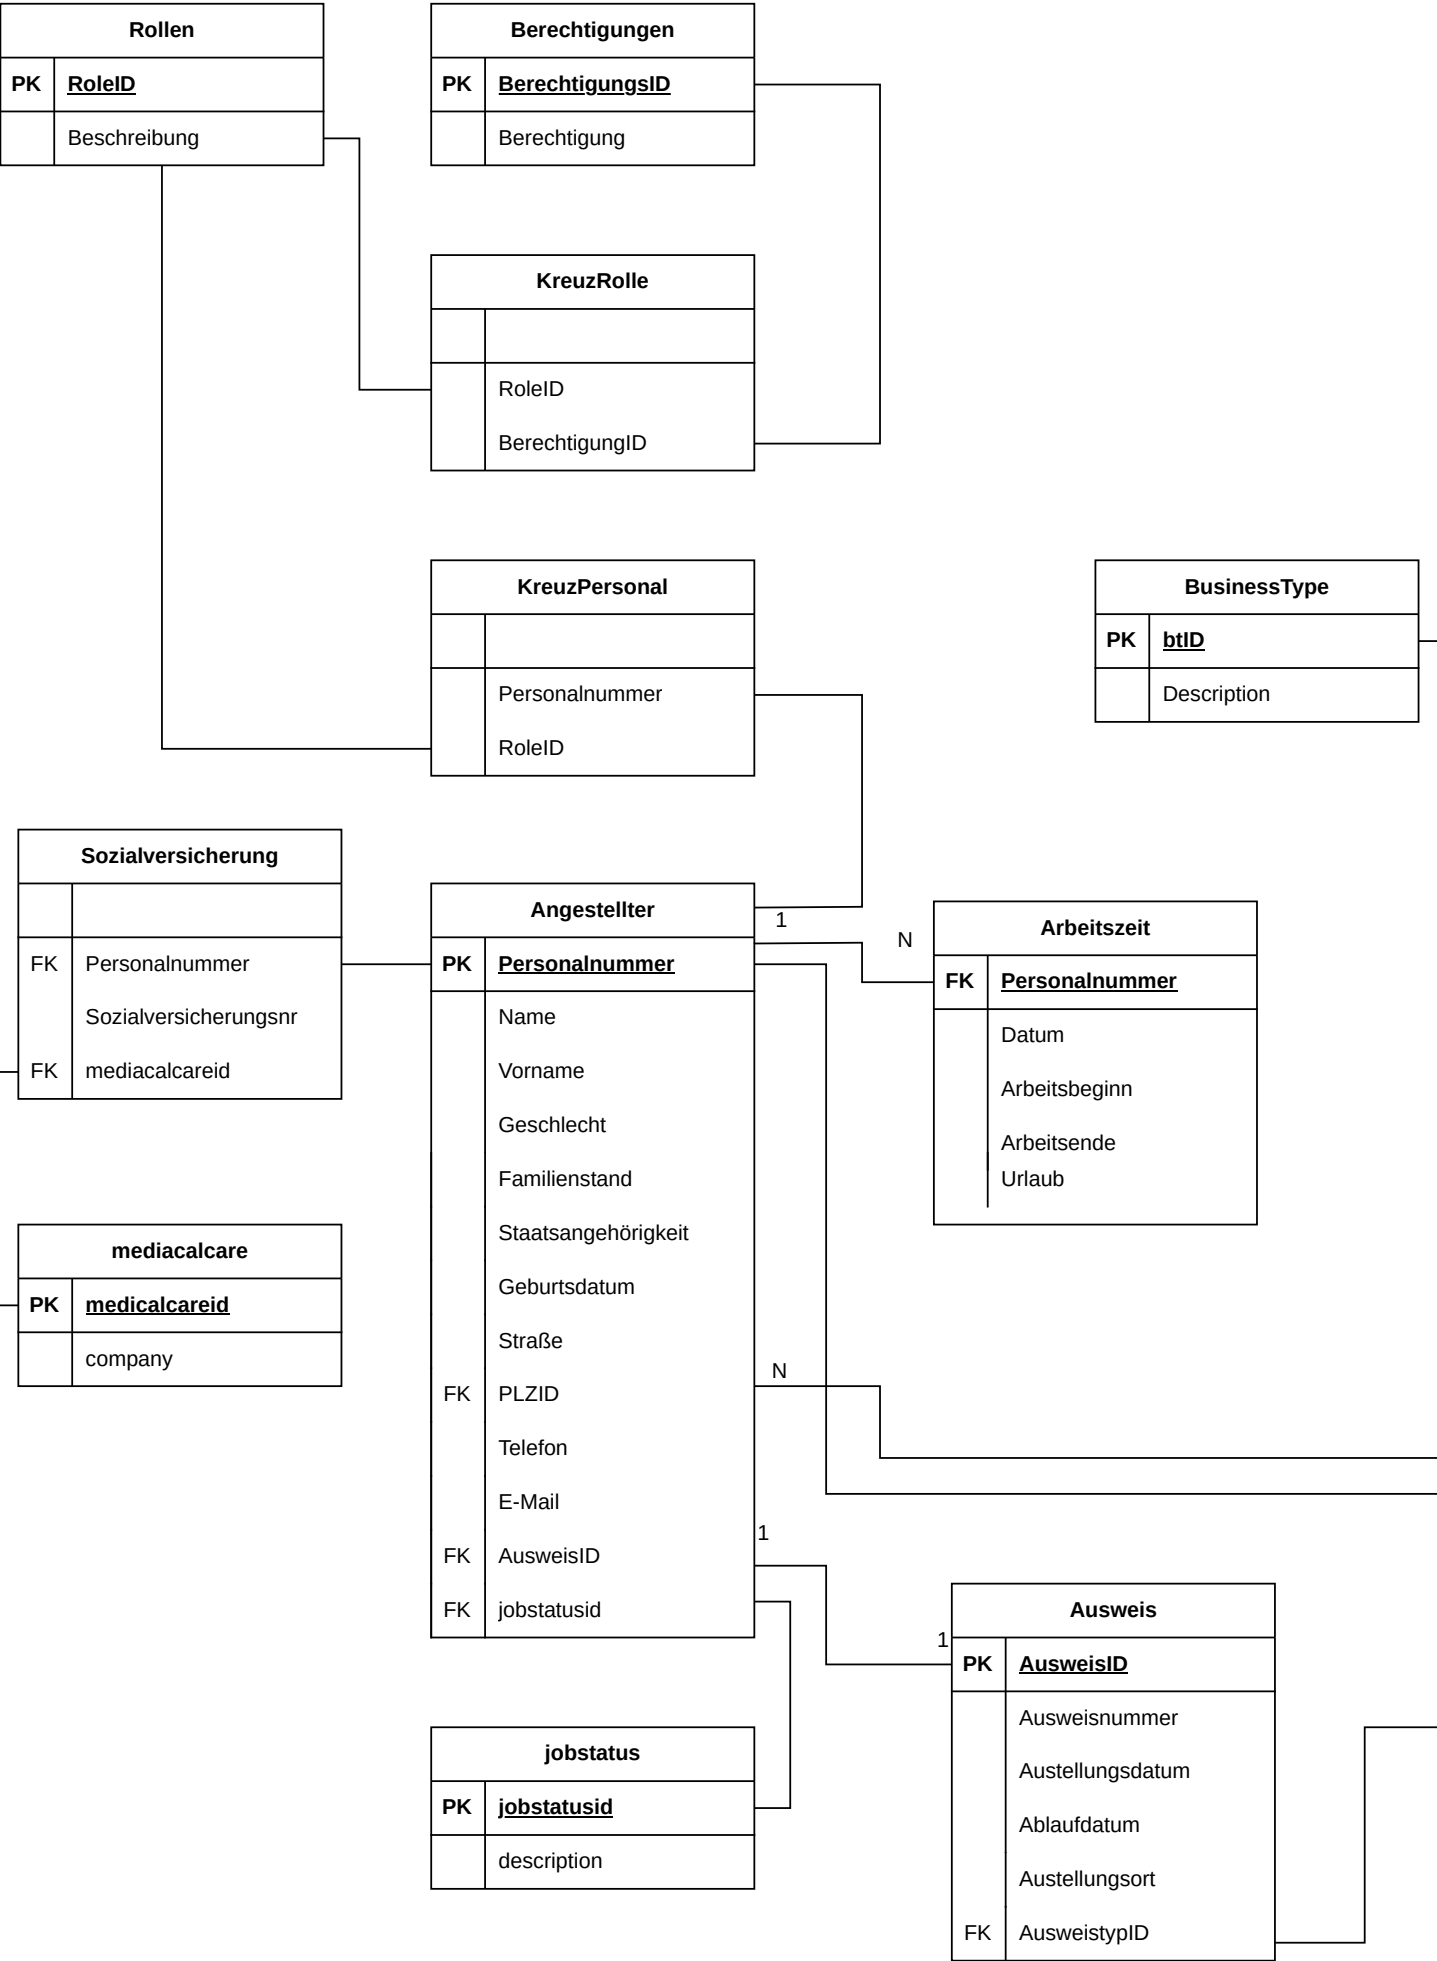 Rollen
PK RoleID
Beschreibung
Berechtigungen
PK BerechtigungsID
Berechtigung
KreuzRolle
RoleID
BerechtigungID
KreuzPersonal
Personalnummer
RoleID
BusinessType
PK btID
Description
Sozialversicherung
FK Personalnummer
Sozialversicherungsnr
FK mediacalcareid
Angestellter
PK Personalnummer
Name
Vorname
Geschlecht
Familienstand
Staatsangehörigkeit
Geburtsdatum
Straße
FK PLZID
Telefon
E-Mail
FK AusweisID
FK jobstatusid
1
N
Arbeitszeit
FK Personalnummer
Datum
Arbeitsbeginn
Arbeitsende
Urlaub
mediacalcare
PK medicalcareid
company
N
1
1
Ausweis
PK AusweisID
Ausweisnummer
Austellungsdatum
Ablaufdatum
Austellungsort
FK AusweistypID
jobstatus
PK jobstatusid
description